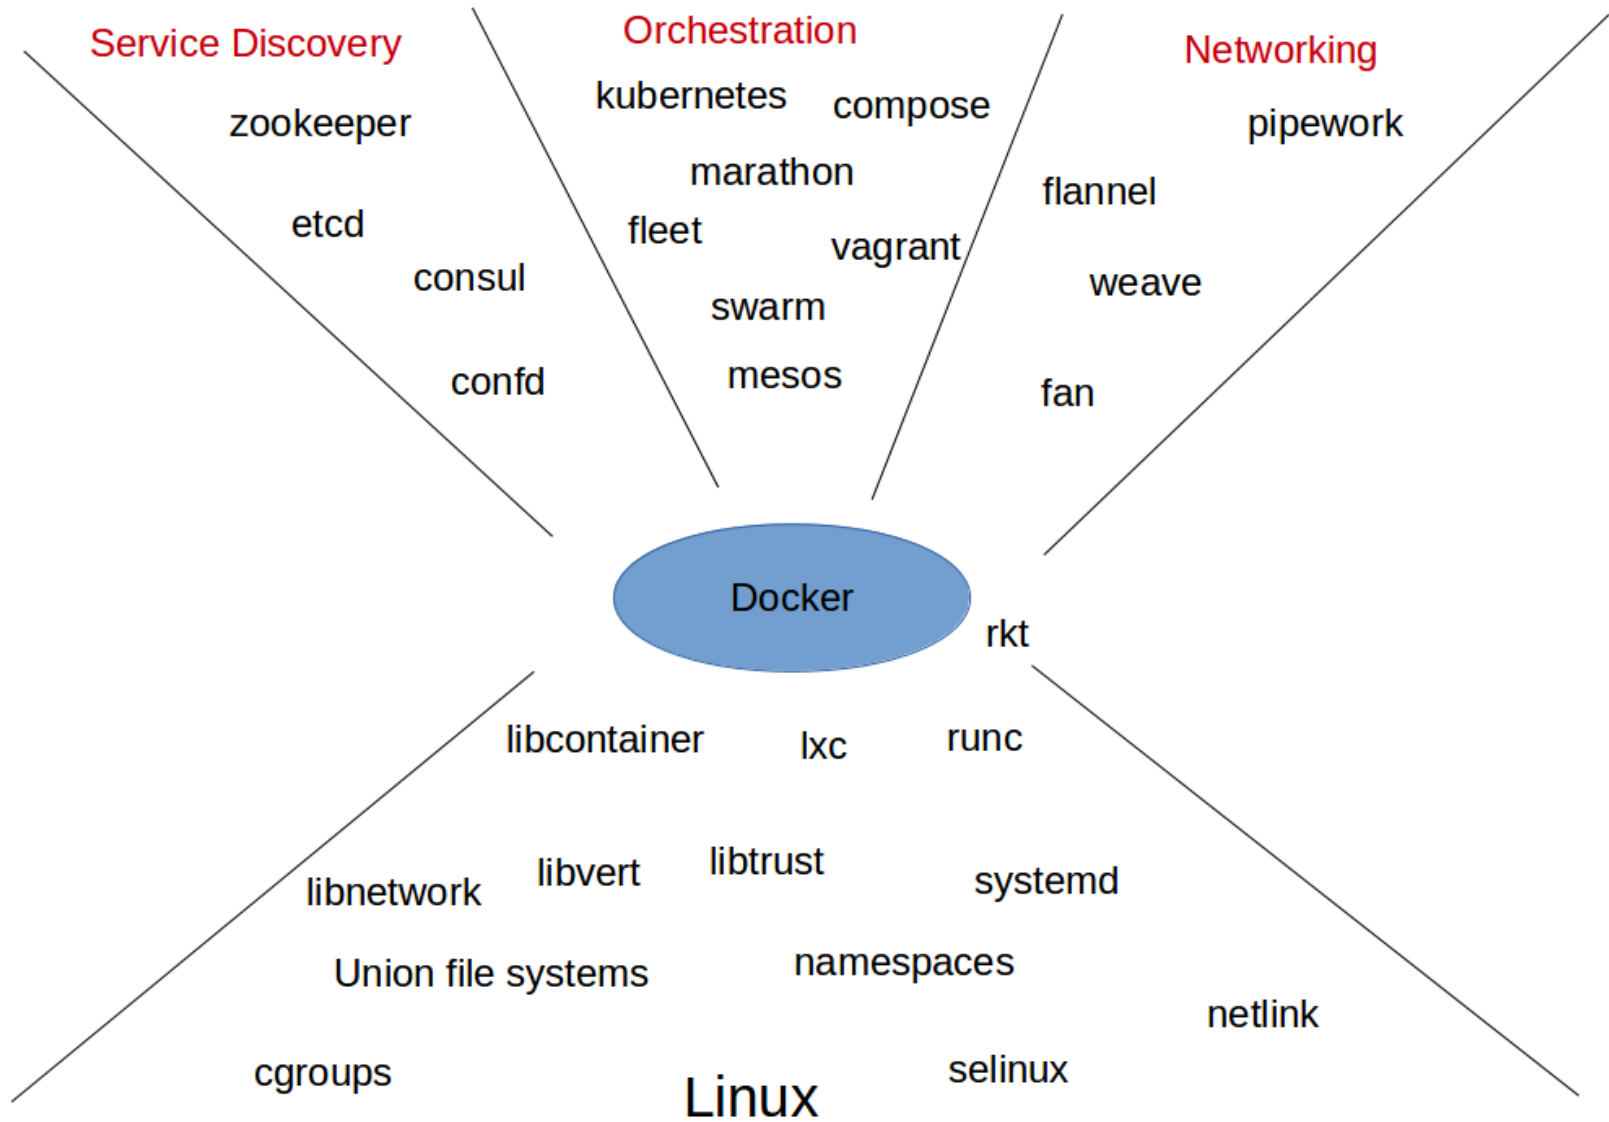 Service Discovery
zookeeper
etcd
consul
confd
Orchestration
kubernetes
compose
marathon
fleet
vagrant
swarm
mesos
Networking
pipework
flannel
weave
fan
Docker
rkt
libcontainer
lxc
runc
libnetwork
libvert
libtrust
systemd
Union file systems
namespaces
netlink
cgroups
Linux
selinux